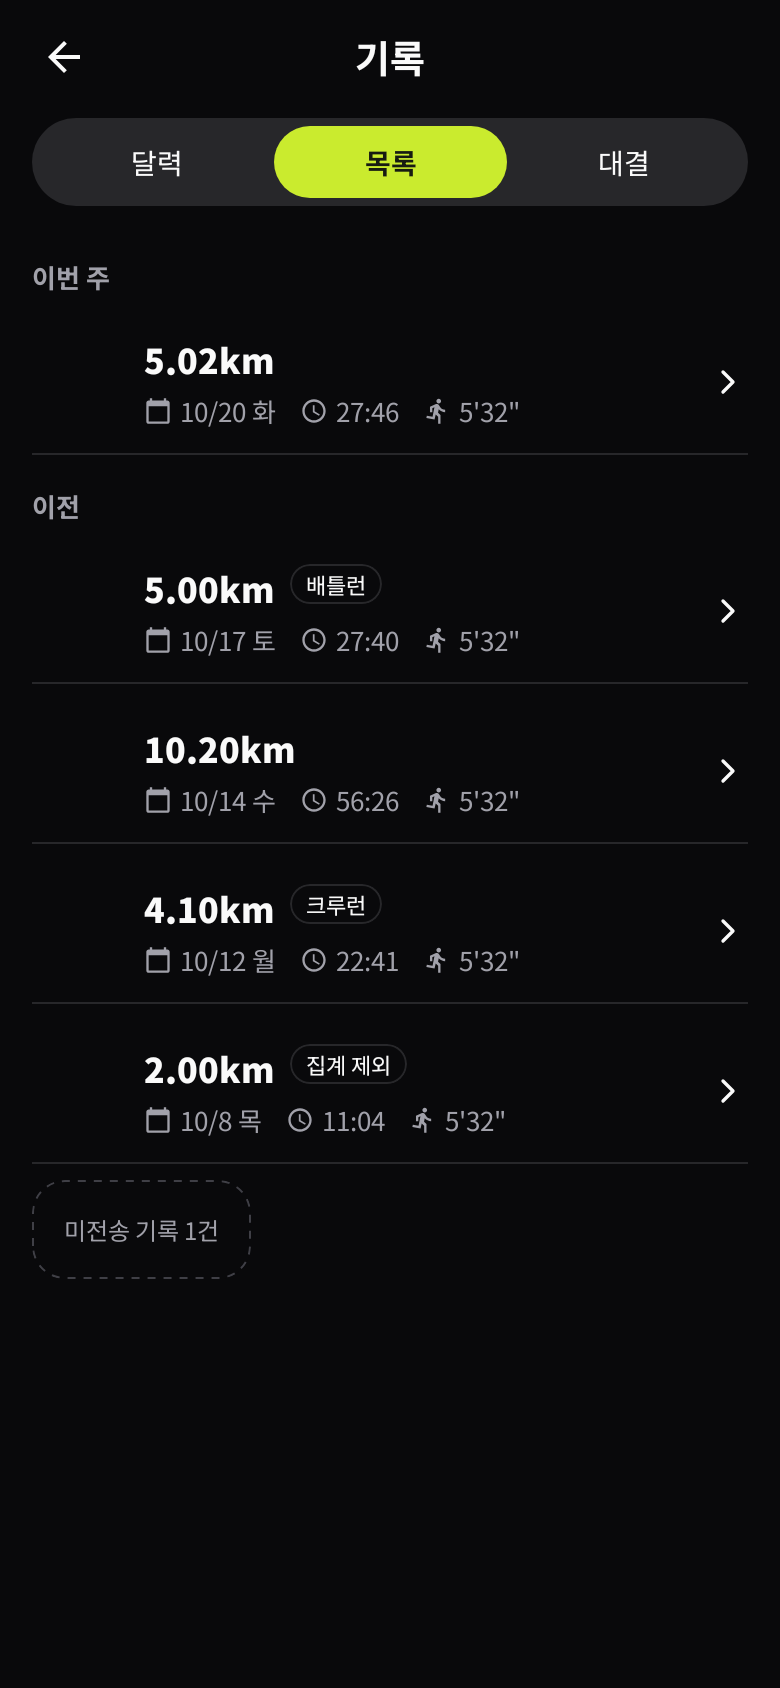 기록
달력 목록 대결
이번 주
5.02km
10/20 화 27:46 5'32"
이전
5.00km 배틀런
10/17 토 27:40 5'32"
10.20km
10/14 수 56:26 5'32"
4.10km 크루런
10/12 월 22:41 5'32"
2.00km 집계 제외
10/8 목 11:04 5'32"
미전송 기록 1건